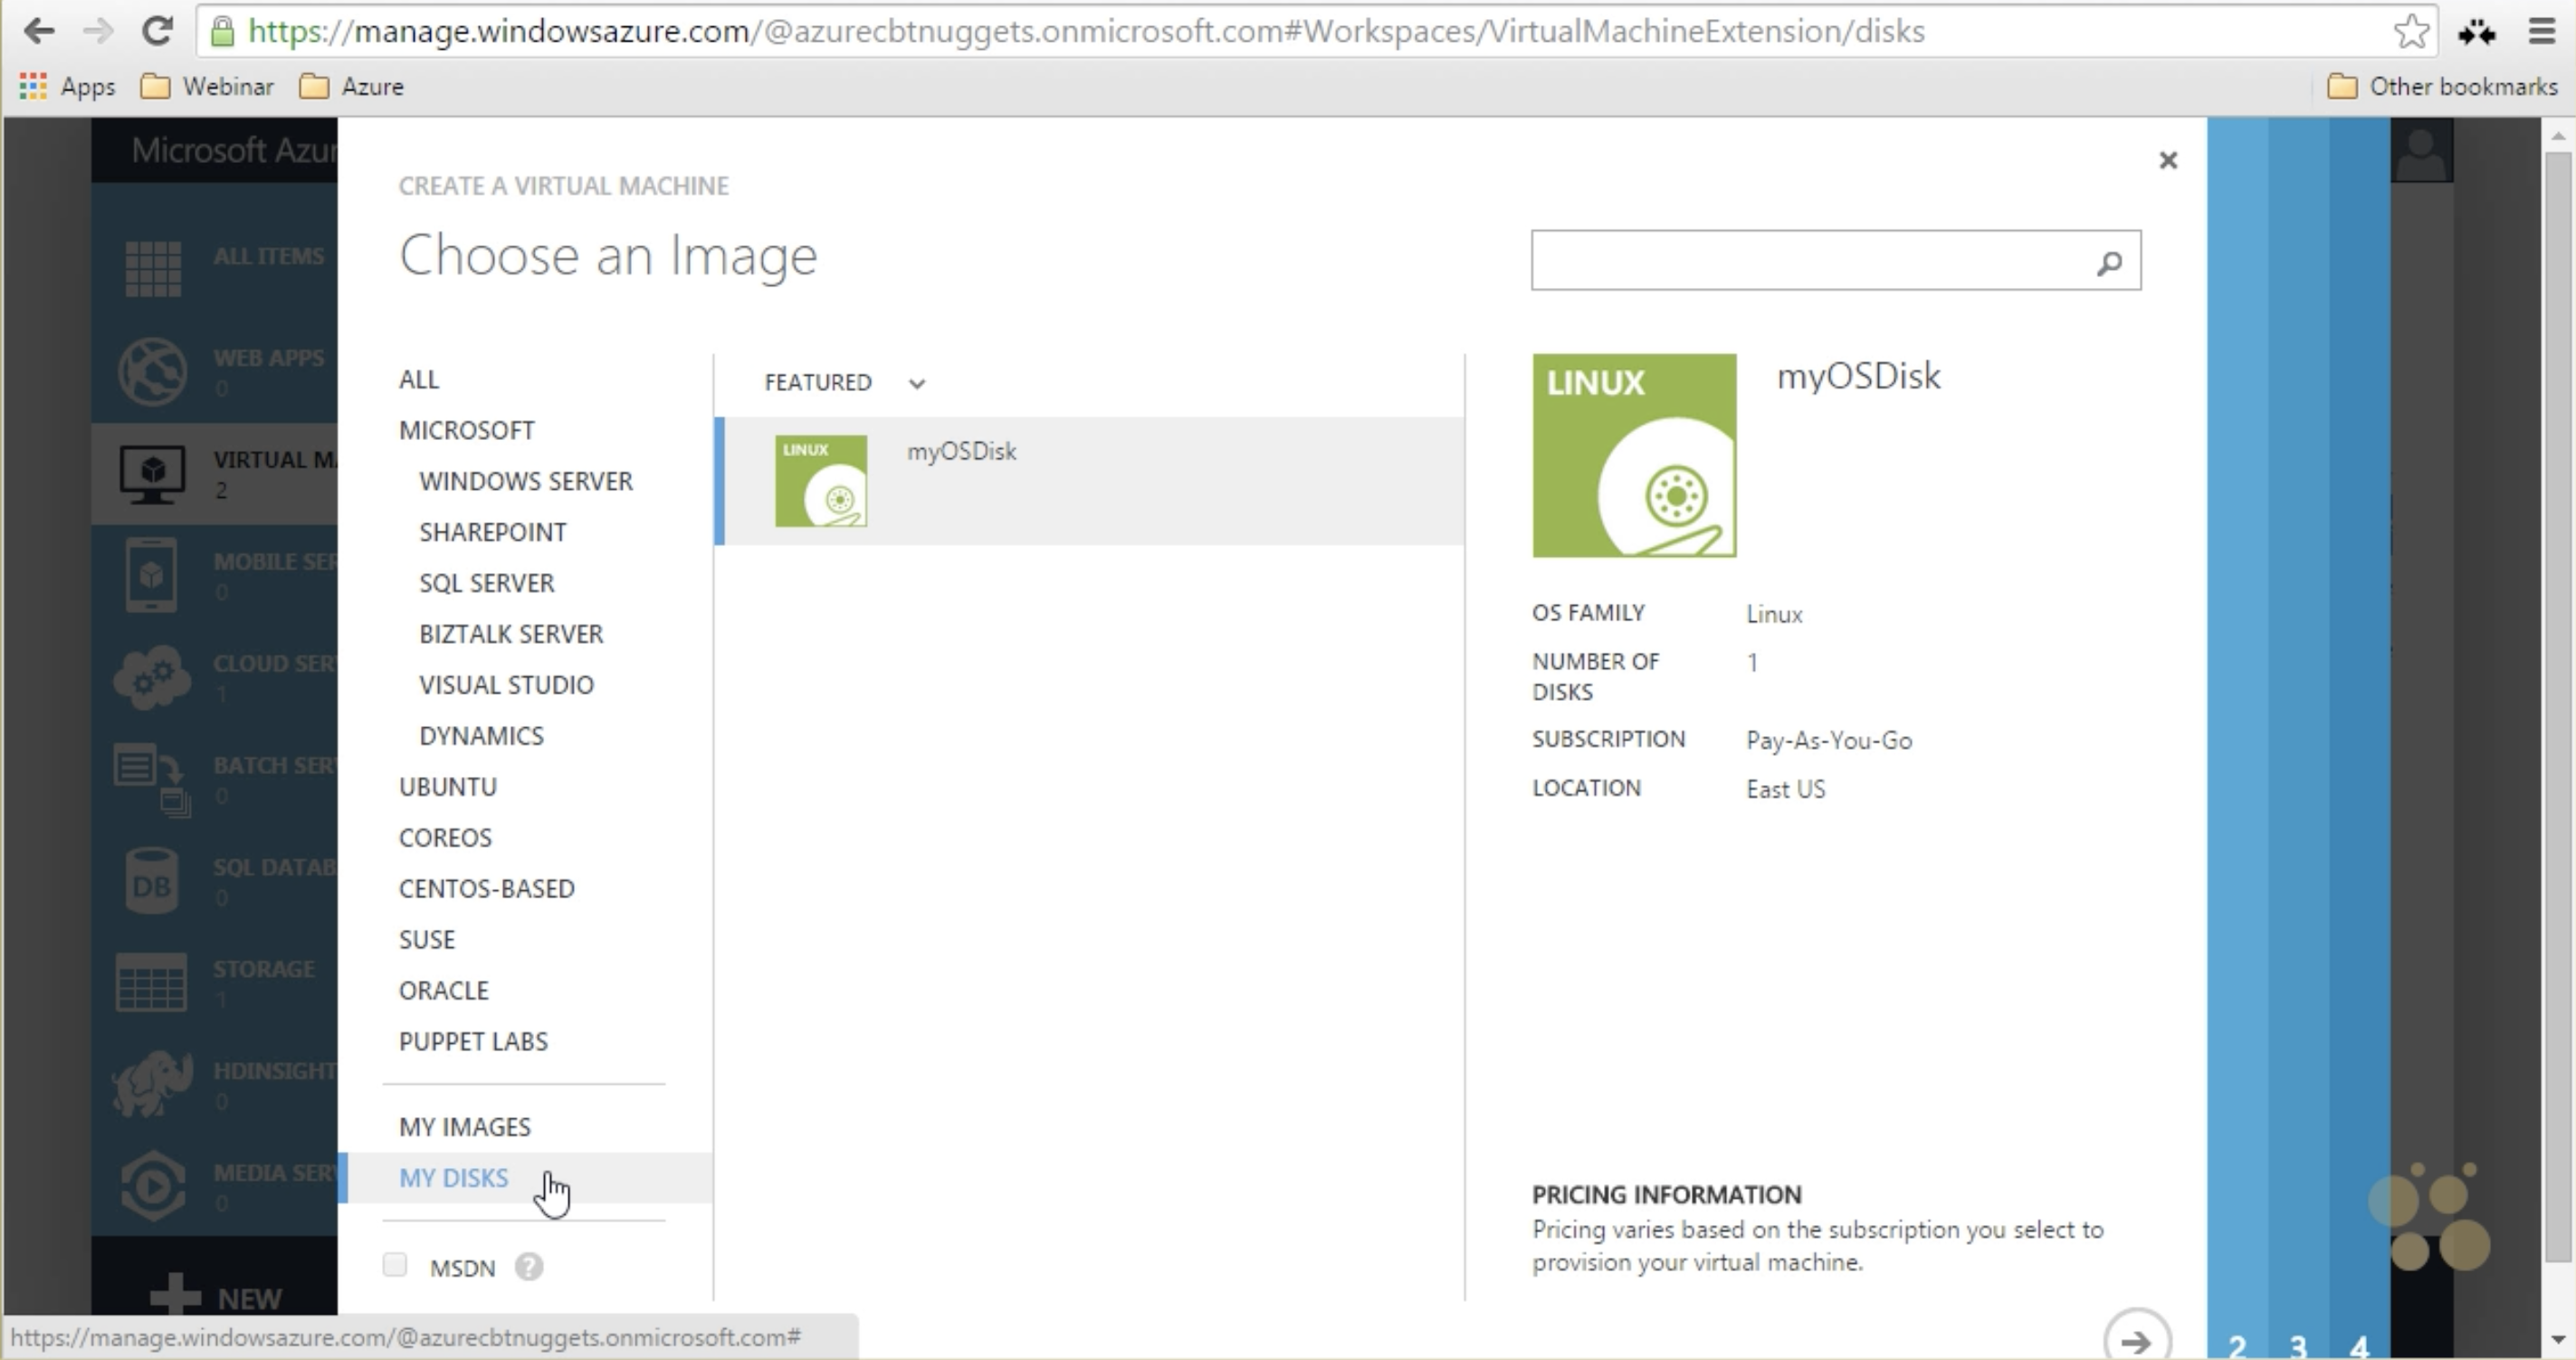 https://manage.windowsazure.com/@azurecbtnuggets.onmicrosoft.com#Workspaces/VirtualMachineExtension/disks
Apps Webinar Azure Other bookmarks
Microsoft Azur
ALL ITEMS
WEB APPS
0
VIRTUAL MA
2
MOBILE SER
0
CLOUD SER
1
BATCH SER
0
SQL DATAB
DB
0
STORAGE
1
HDINSIGHT
0
MEDIA SER
0
NEW
CREATE A VIRTUAL MACHINE
Choose an Image
ALL
MICROSOFT
WINDOWS SERVER
SHAREPOINT
SQL SERVER
BIZTALK SERVER
VISUAL STUDIO
DYNAMICS
UBUNTU
COREOS
CENTOS-BASED
SUSE
ORACLE
PUPPET LABS
MY IMAGES
MY DISKS
MSDN ?
FEATURED
LINUX
myOSDisk
LINUX
myOSDisk
OS FAMILY Linux
NUMBER OF 1
DISKS
SUBSCRIPTION Pay-As-You-Go
LOCATION East US
PRICING INFORMATION
Pricing varies based on the subscription you select to
provision your virtual machine.
2 3 4
https://manage.windowsazure.com/@azurecbtnuggets.onmicrosoft.com#